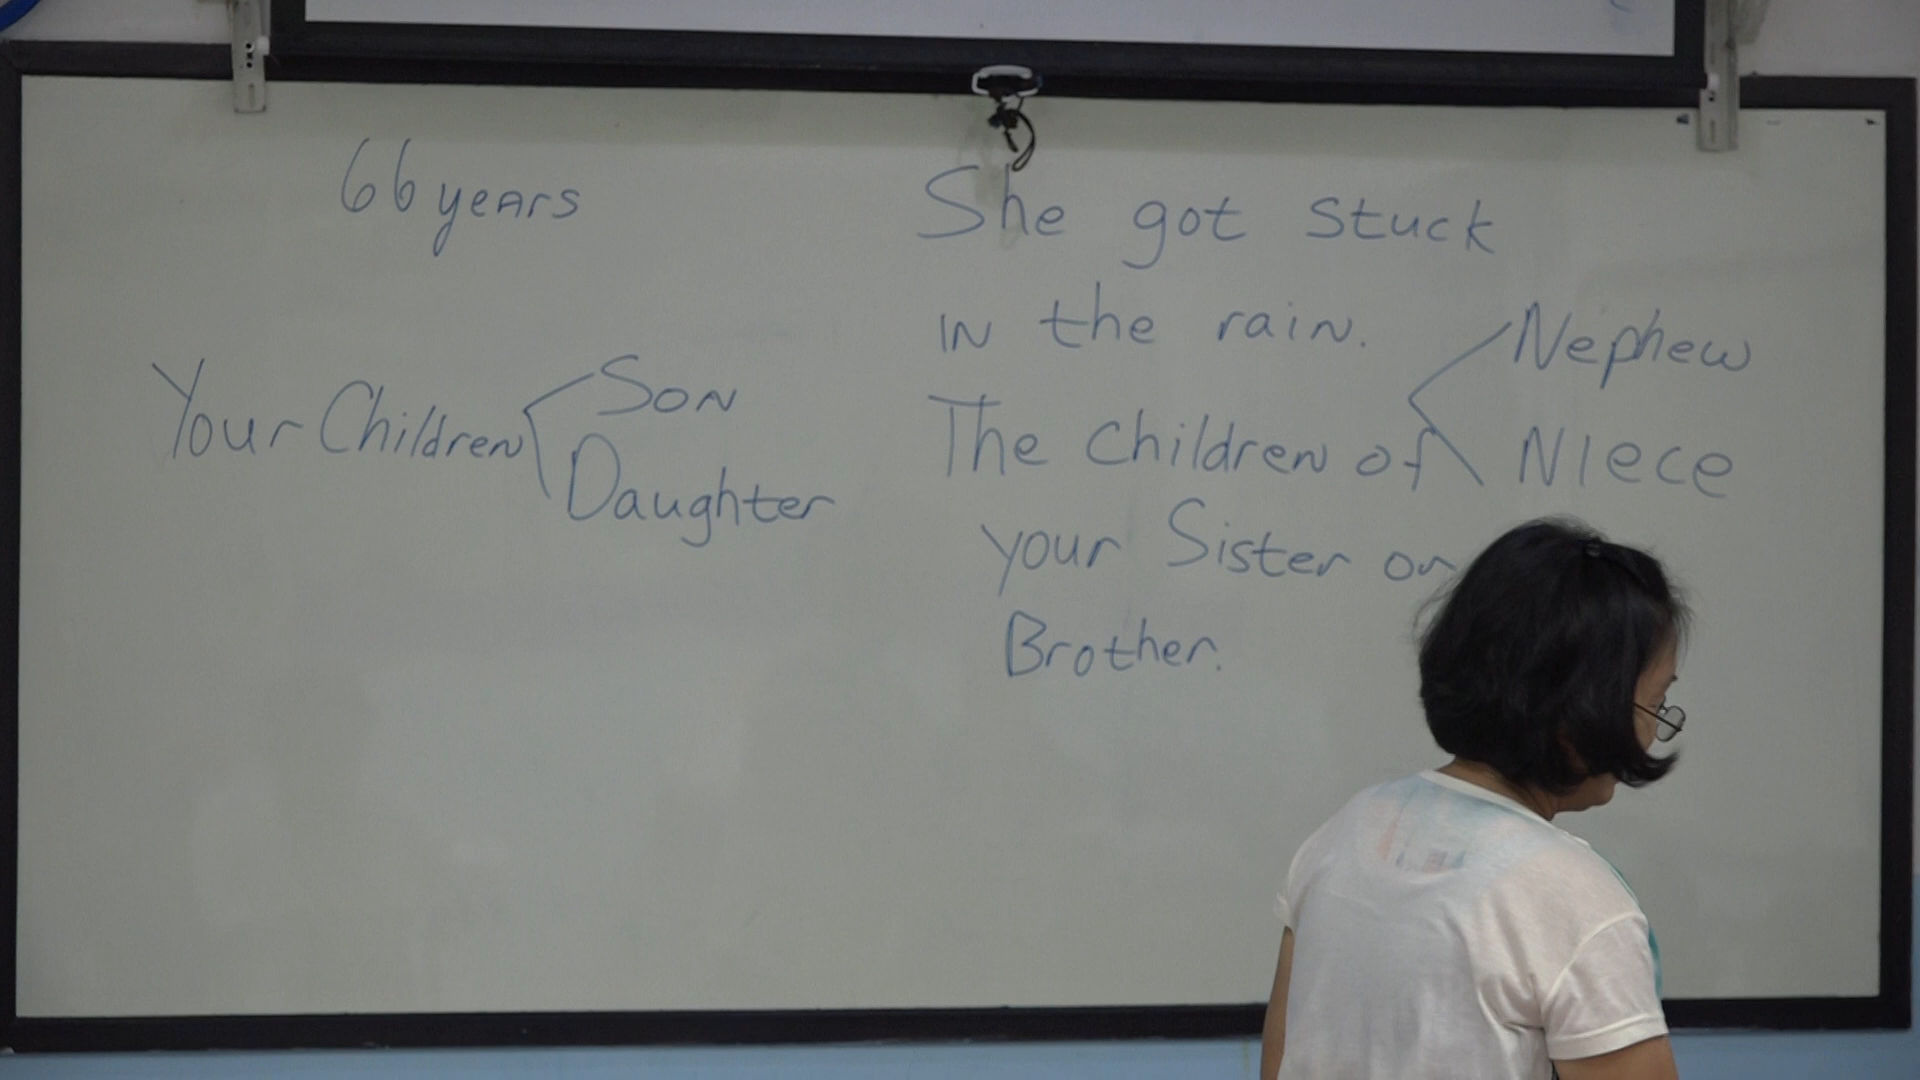 66 years
Your Children
Son
Daughter
She got stuck
in the rain.
The children of
your Sister or
Brother.
Nephew
NIece